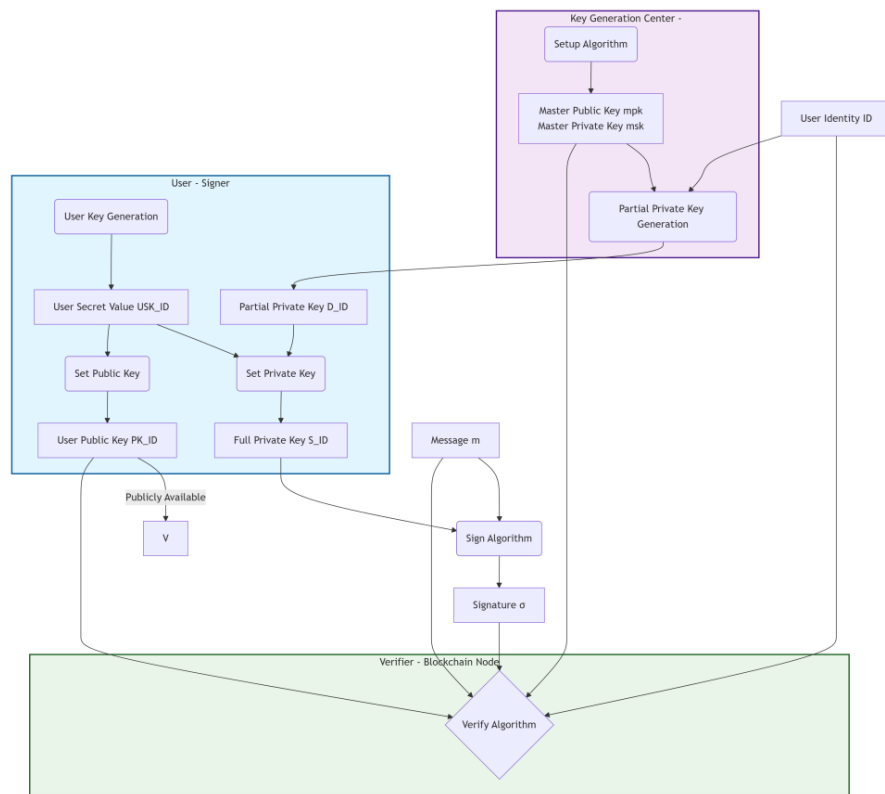 Key Generation Center -
Setup Algorithm
Master Public Key mpk
Master Private Key msk
User Identity ID
Partial Private Key
Generation
User - Signer
User Key Generation
User Secret Value USK_ID
Partial Private Key D_ID
Set Public Key
Set Private Key
User Public Key PK_ID
Full Private Key S_ID
Message m
Publicly Available
V
Sign Algorithm
Signature σ
Verifier - Blockchain Node
Verify Algorithm